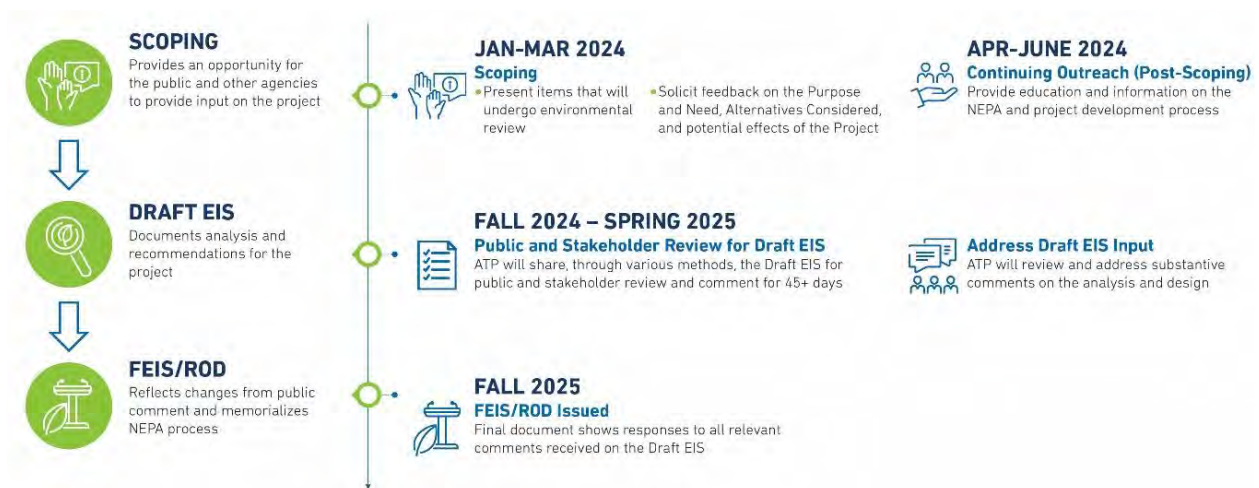 SCOPING
Provides an opportunity for
the public and other agencies
to provide input on the project
JAN-MAR 2024
Scoping
• Present items that will
undergo environmental
review
• Solicit feedback on the Purpose
and Need, Alternatives Considered,
and potential effects of the Project
APR-JUNE 2024
Continuing Outreach (Post-Scoping)
Provide education and information on the
NEPA and project development process
DRAFT EIS
Documents analysis and
recommendations for the
project
FALL 2024 – SPRING 2025
Public and Stakeholder Review for Draft EIS
ATP will share, through various methods, the Draft EIS for
public and stakeholder review and comment for 45+ days
Address Draft EIS Input
ATP will review and address substantive
comments on the analysis and design
FEIS/ROD
Reflects changes from public
comment and memorializes
NEPA process
FALL 2025
FEIS/ROD Issued
Final document shows responses to all relevant
comments received on the Draft EIS